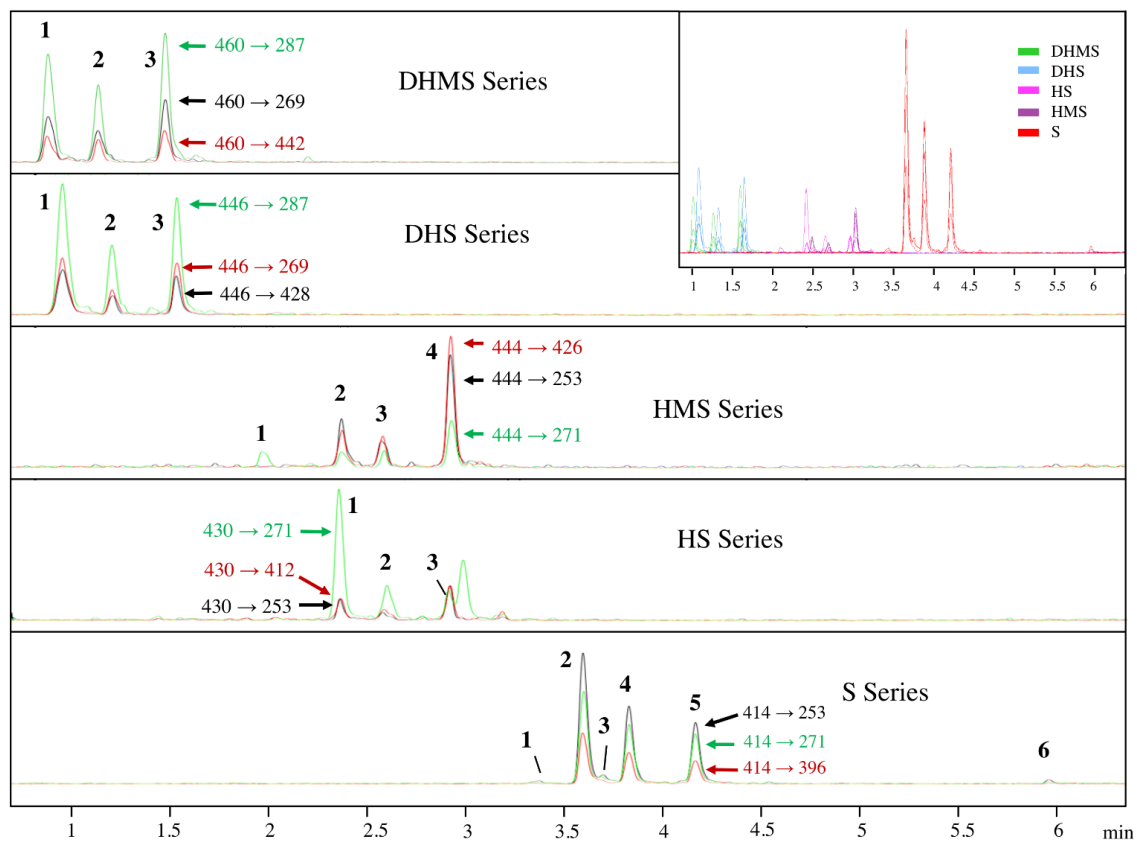 1
2
3
460 → 287
460 → 269
460 → 442
DHMS Series
DHMS
DHS
HS
HMS
S
1 1.5 2 2.5 3 3.5 4 4.5 5 5.5 6
1
2
3
446 → 287
446 → 269
446 → 428
DHS Series
1
2
3
4
444 → 426
444 → 253
444 → 271
HMS Series
430 → 271
430 → 412
430 → 253
1
2
3
HS Series
1
2
3
4
5
6
414 → 253
414 → 271
414 → 396
S Series
1 1.5 2 2.5 3 3.5 4 4.5 5 5.5 6 min